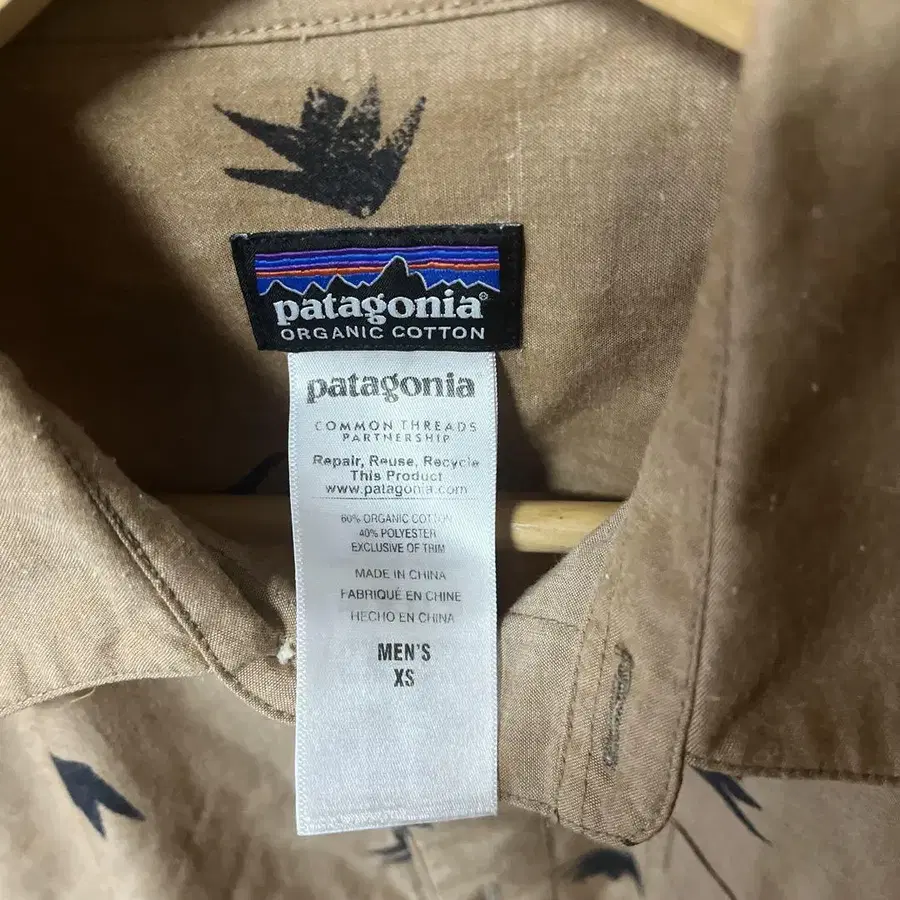 patagonia®
ORGANIC COTTON
patagonia
COMMON THREADS
PARTNERSHIP
Repair, Reuse, Recycle
This Product
www.patagonia.com
60% ORGANIC COTTON
40% POLYESTER
EXCLUSIVE OF TRIM
MADE IN CHINA
FABRIQUÉ EN CHINE
HECHO EN CHINA
MEN'S
XS